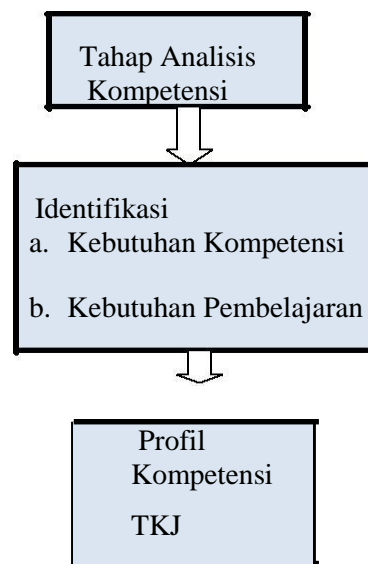 Tahap Analisis
Kompetensi
Identifikasi
a. Kebutuhan Kompetensi
b. Kebutuhan Pembelajaran
Profil
Kompetensi
TKJ